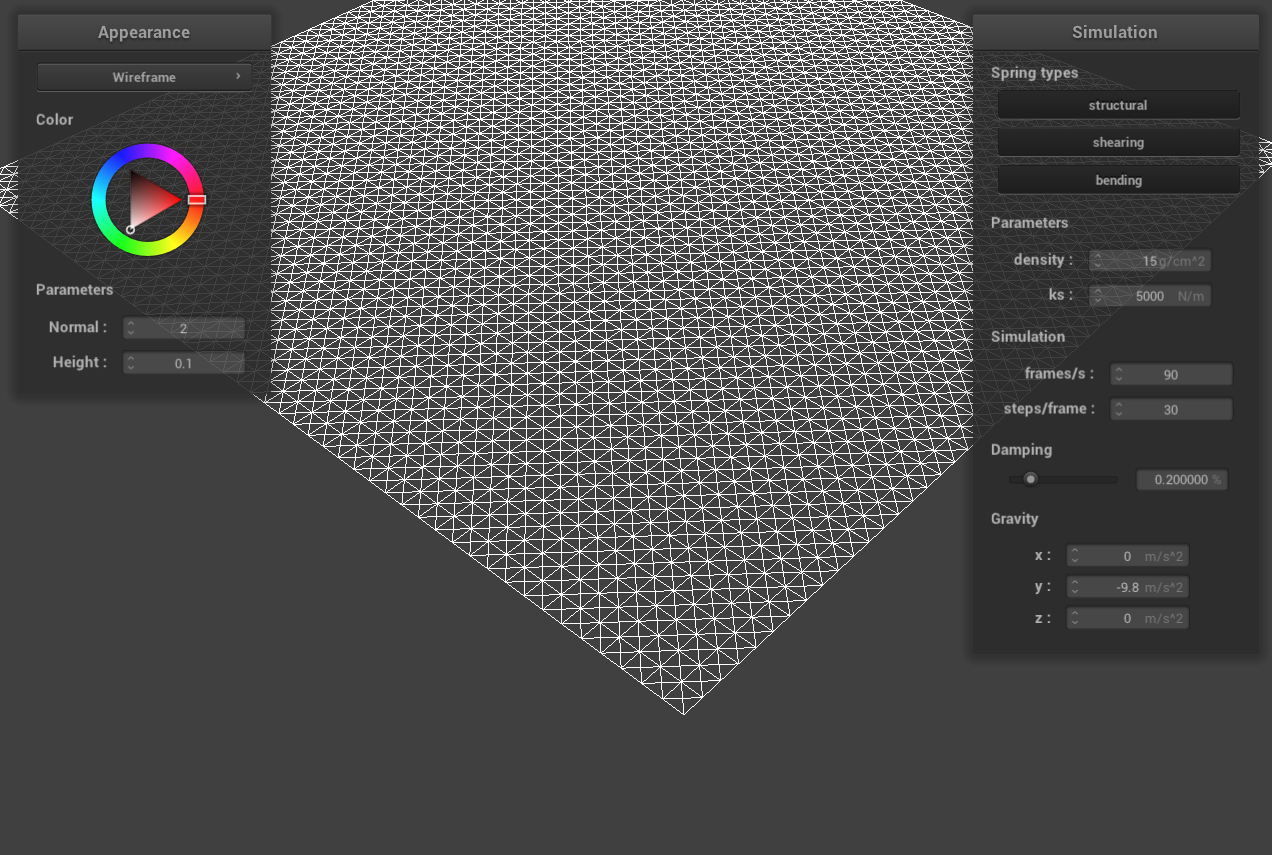 Appearance
Wireframe ›
Color
Parameters
Normal : 2
Height : 0.1
Simulation
Spring types
structural
shearing
bending
Parameters
density : 15 g/cm^2
ks : 5000 N/m
Simulation
frames/s : 90
steps/frame : 30
Damping
0.200000 %
Gravity
x : 0 m/s^2
y : -9.8 m/s^2
z : 0 m/s^2